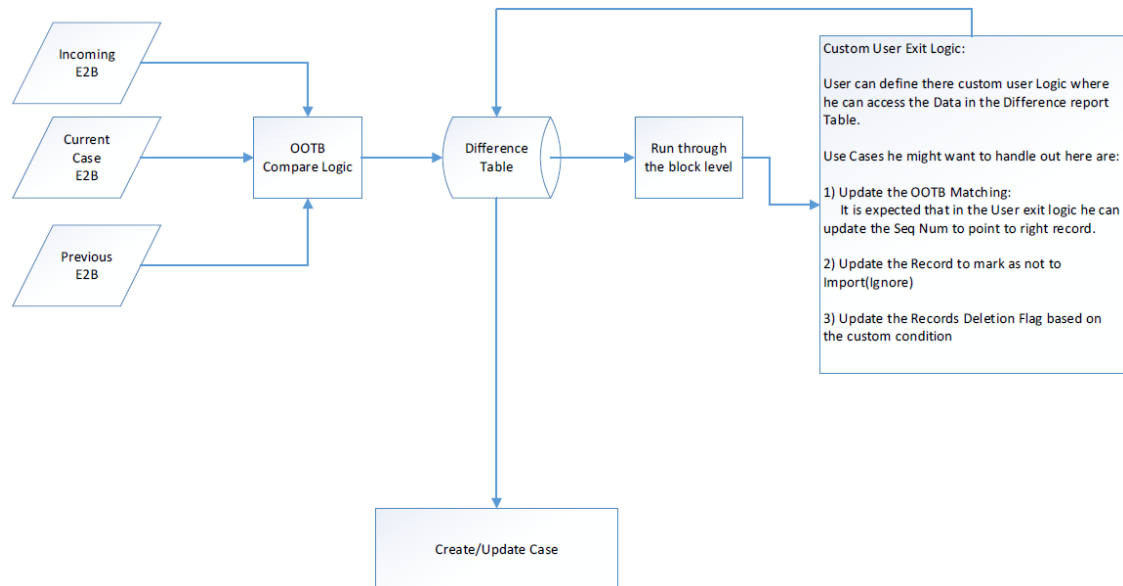 Incoming
E2B
Current
Case
E2B
Previous
E2B
OOTB
Compare Logic
Difference
Table
Run through
the block level
Custom User Exit Logic:
User can define there custom user Logic where
he can access the Data in the Difference report
Table.
Use Cases he might want to handle out here are:
1) Update the OOTB Matching:
It is expected that in the User exit logic he can
update the Seq Num to point to right record.
2) Update the Record to mark as not to
Import(Ignore)
3) Update the Records Deletion Flag based on
the custom condition
Create/Update Case